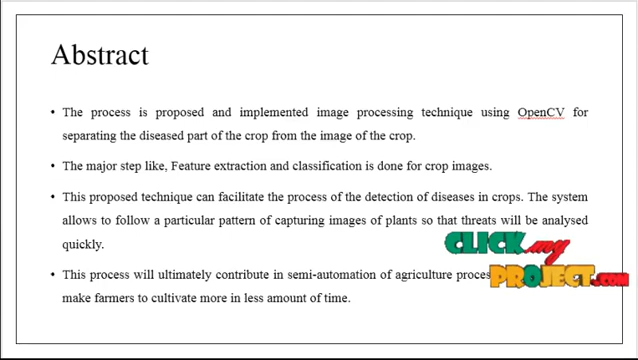 Abstract
• The process is proposed and implemented image processing technique using OpenCV for
separating the diseased part of the crop from the image of the crop.
• The major step like, Feature extraction and classification is done for crop images.
• This proposed technique can facilitate the process of the detection of diseases in crops. The system
allows to follow a particular pattern of capturing images of plants so that threats will be analysed
quickly.
CLICK my
PROJECT.com
• This process will ultimately contribute in semi-automation of agriculture
make farmers to cultivate more in less amount of time.